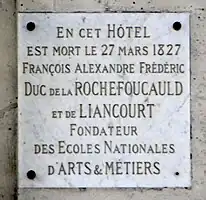 En cet Hôtel
est mort le 27 mars 1827
François Alexandre Frédéric
Duc de la Rochefoucauld
et de Liancourt
Fondateur
des Ecoles Nationales
d'Arts & Métiers